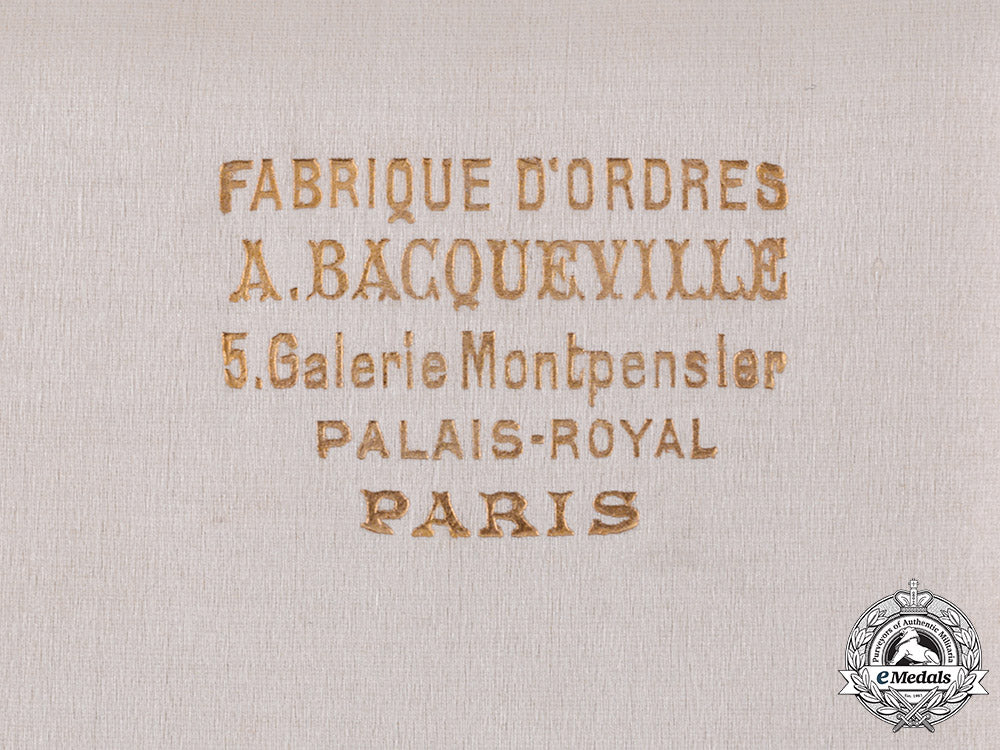 FABRIQUE D'ORDRES
A. BACQUEVILLE
5. Galerie Montpensier
PALAIS-ROYAL
PARIS
Purveyors of Authentic Militaria
eMedals